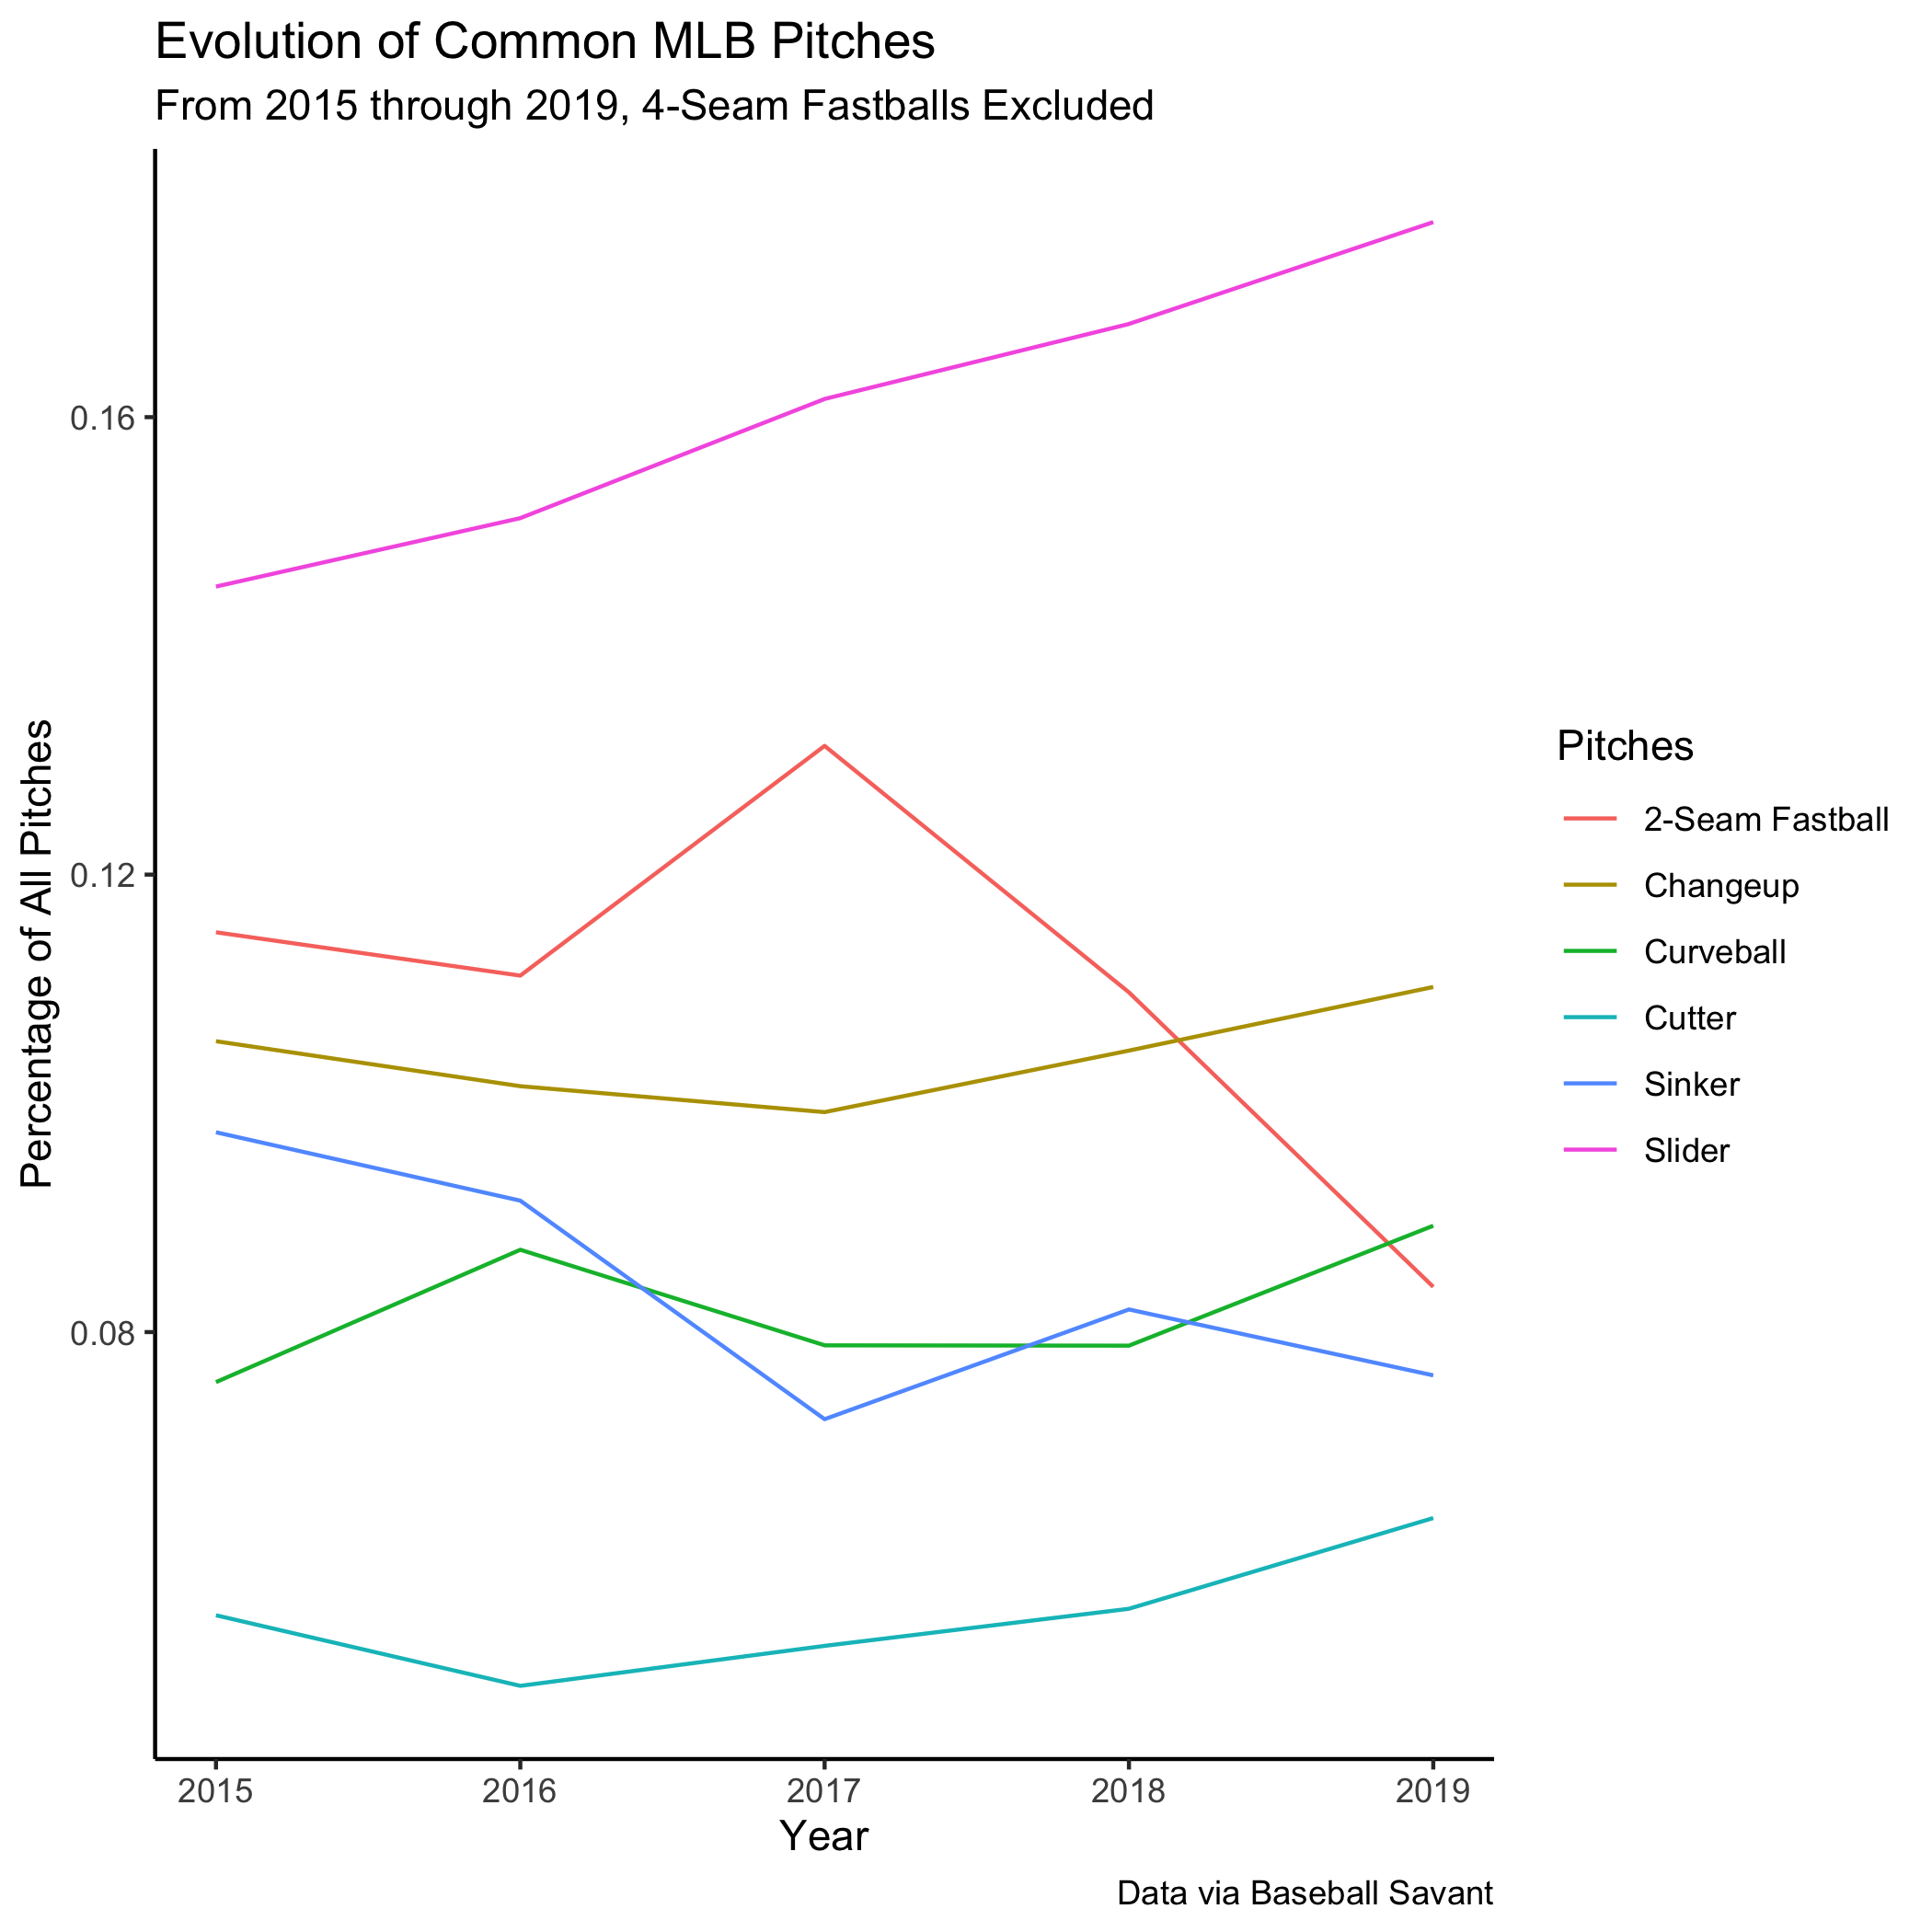 Evolution of Common MLB Pitches
From 2015 through 2019, 4-Seam Fastballs Excluded
Percentage of All Pitches
0.16
0.12
0.08
2015 2016 2017 2018 2019
Year
Pitches
2-Seam Fastball
Changeup
Curveball
Cutter
Sinker
Slider
Data via Baseball Savant